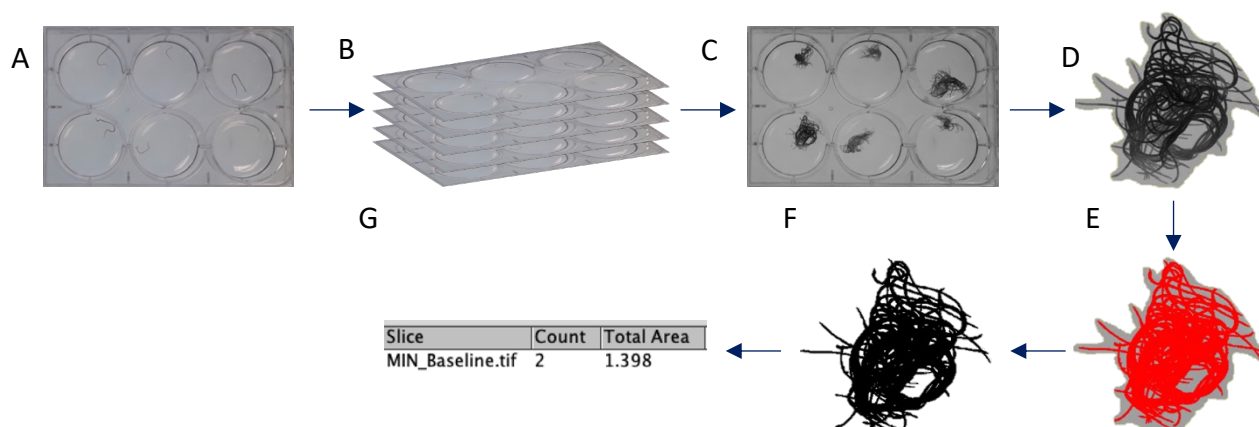 A
B
C
D
G
F
E
Slice Count Total Area
MIN_Baseline.tif 2 1.398